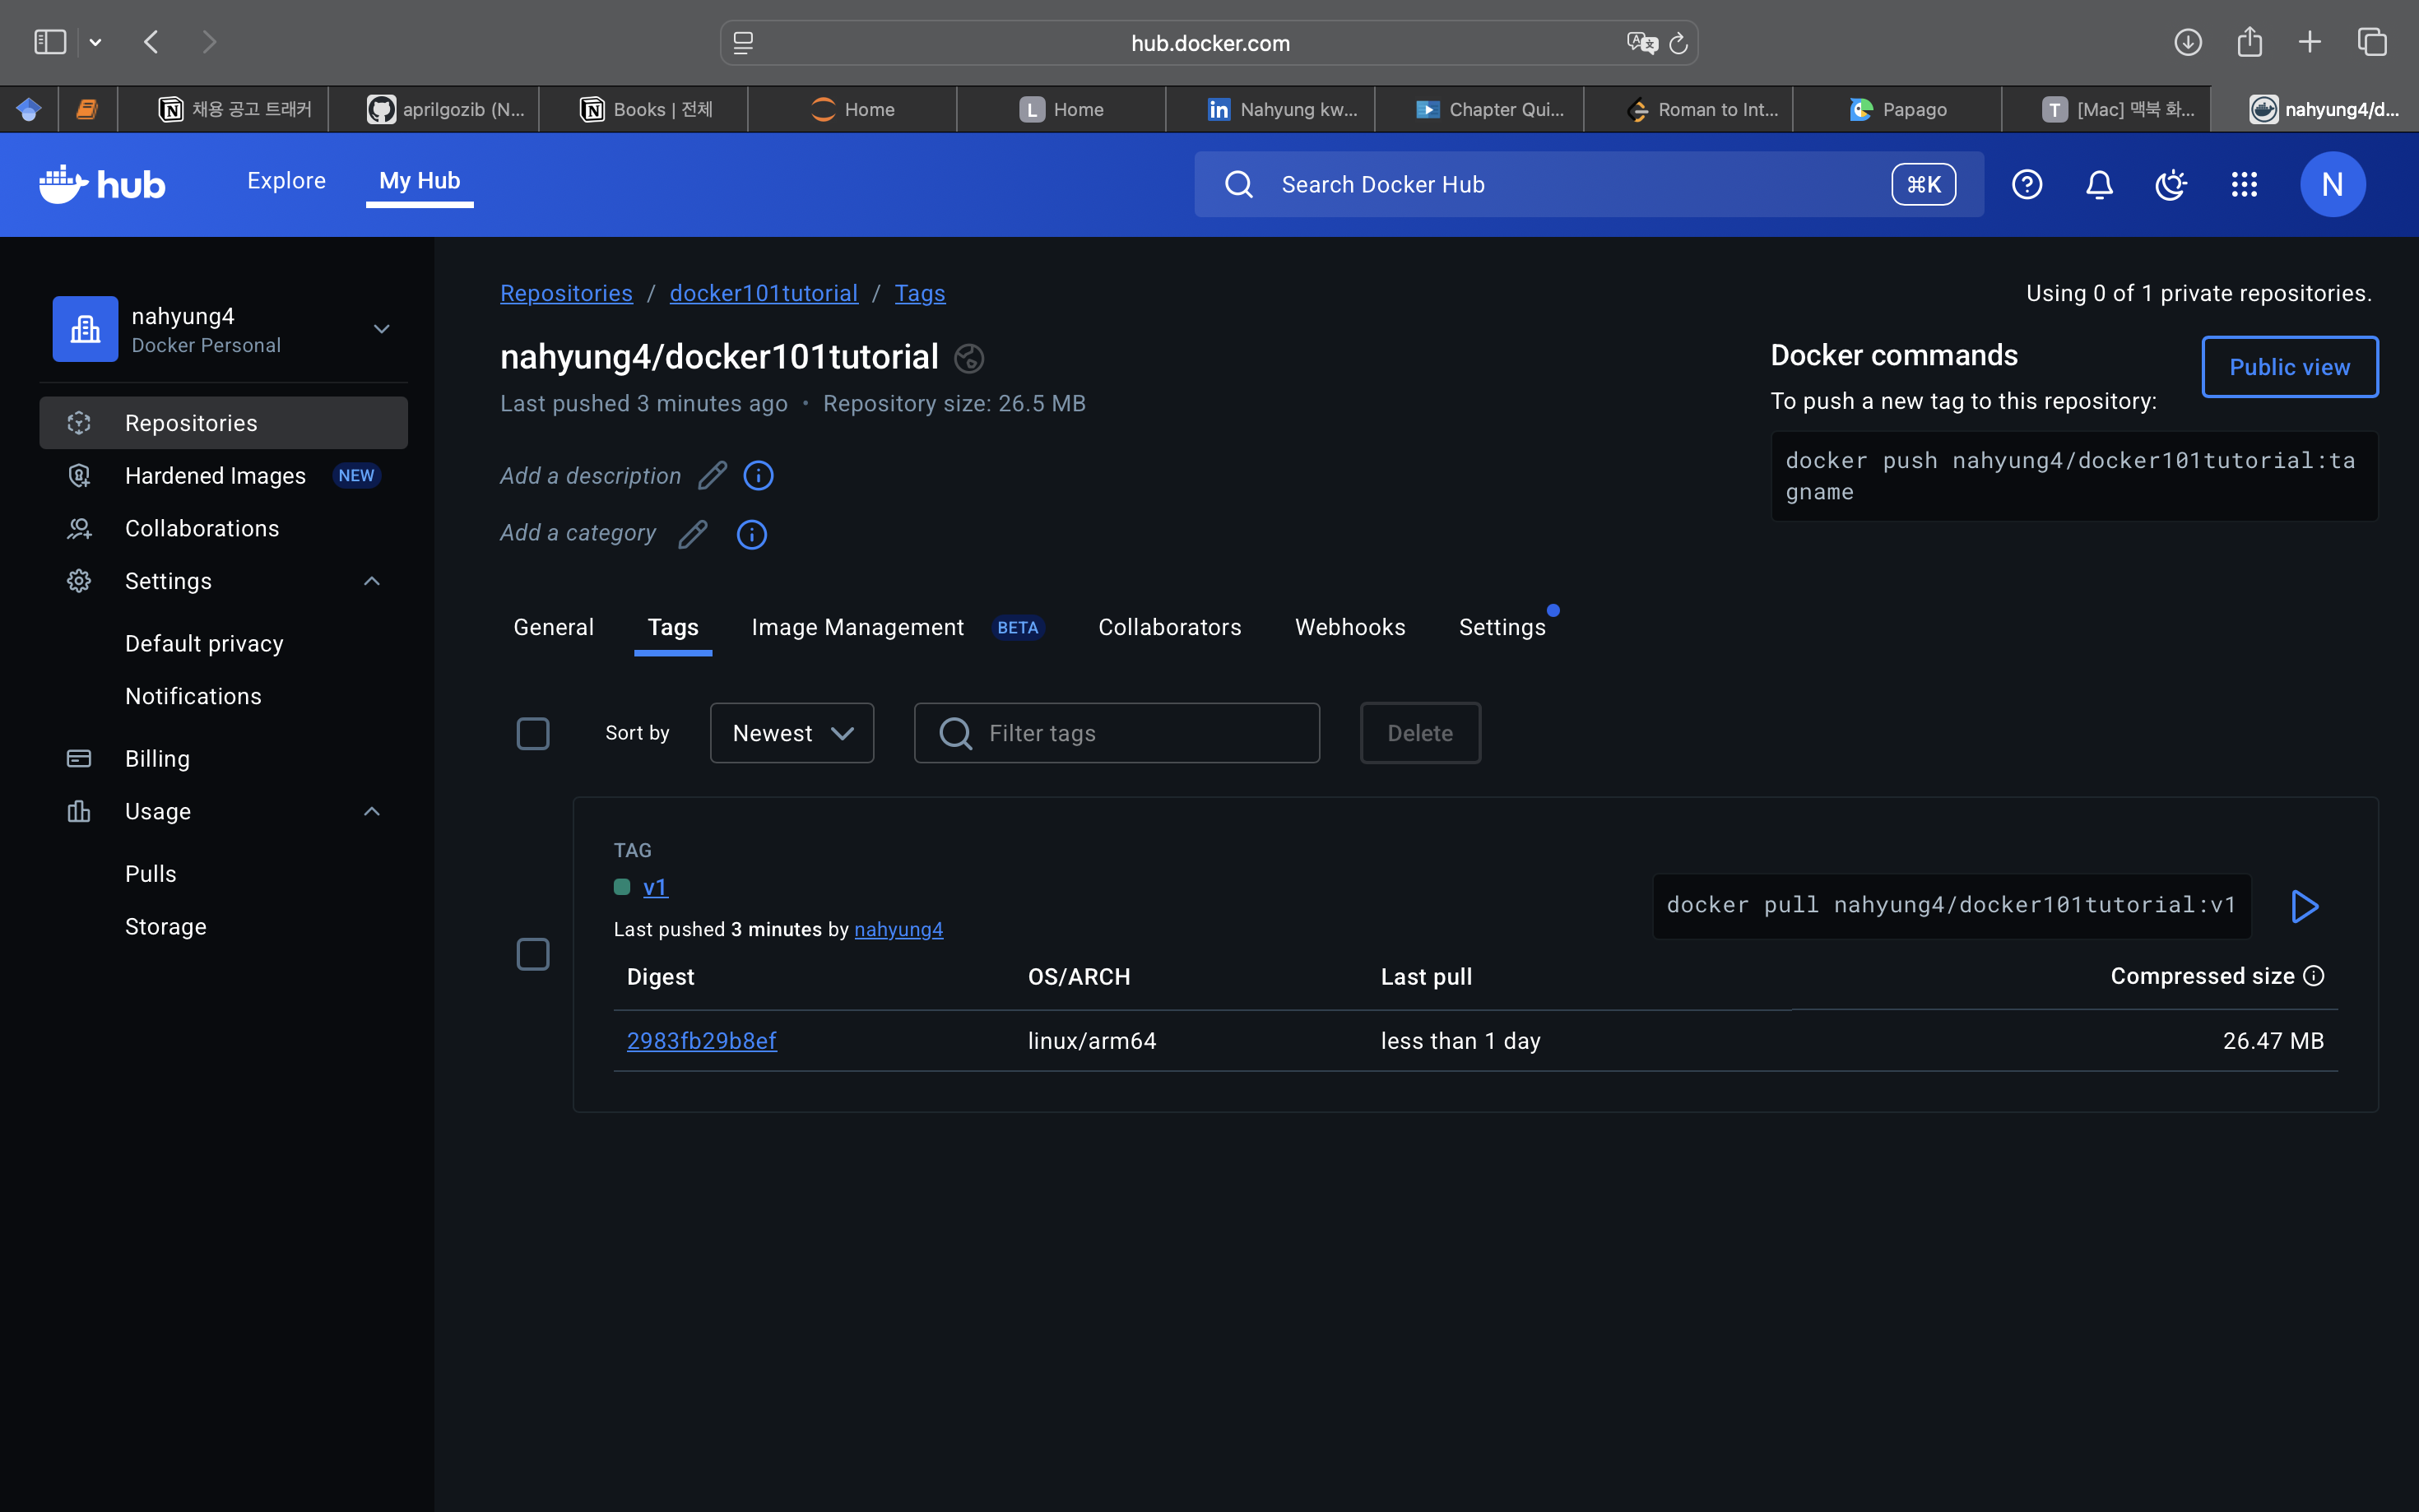 hub.docker.com
채용 공고 트래커
aprilgozib (N...
Books | 전체
Home
L Home
Nahyung kw...
Chapter Qui...
Roman to Int...
Papago
T [Mac] 맥북 화...
nahyung4/d...
hub
Explore
My Hub
Search Docker Hub
⌘K
N
nahyung4
Docker Personal
Repositories
Hardened Images NEW
Collaborations
Settings
Default privacy
Notifications
Billing
Usage
Pulls
Storage
Repositories / docker101tutorial / Tags
Using 0 of 1 private repositories.
nahyung4/docker101tutorial
Last pushed 3 minutes ago • Repository size: 26.5 MB
Add a description
Add a category
Docker commands
Public view
To push a new tag to this repository:
docker push nahyung4/docker101tutorial:ta
gname
General
Tags
Image Management BETA
Collaborators
Webhooks
Settings
Sort by
Newest
Filter tags
Delete
TAG
v1
Last pushed 3 minutes by nahyung4
docker pull nahyung4/docker101tutorial:v1
Digest OS/ARCH Last pull Compressed size
2983fb29b8ef linux/arm64 less than 1 day 26.47 MB